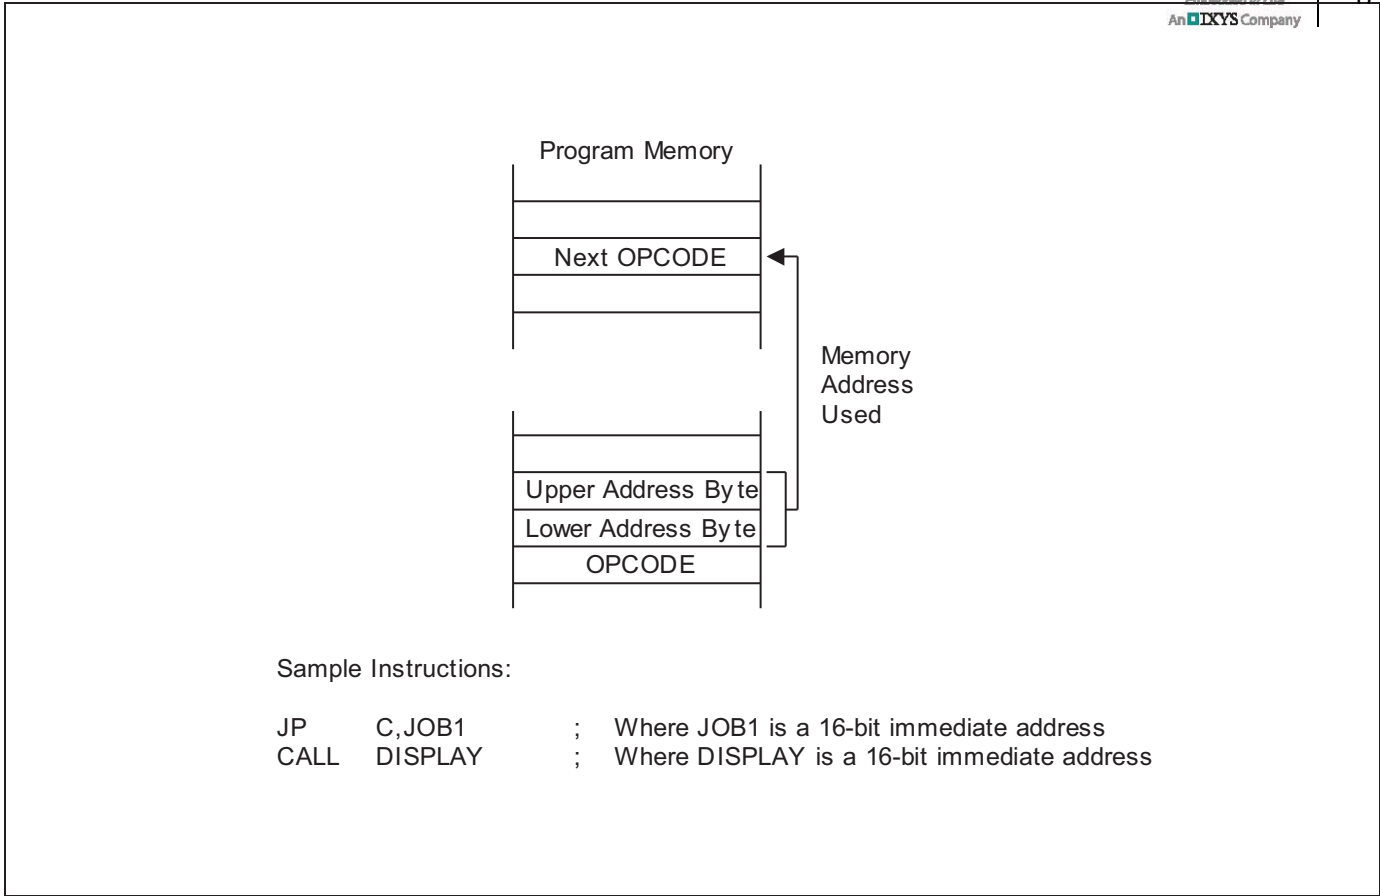 An IXYS Company
Program Memory
Next OPCODE
Memory
Address
Used
Upper Address Byte
Lower Address Byte
OPCODE
Sample Instructions:
JP C,JOB1 ; Where JOB1 is a 16-bit immediate address
CALL DISPLAY ; Where DISPLAY is a 16-bit immediate address